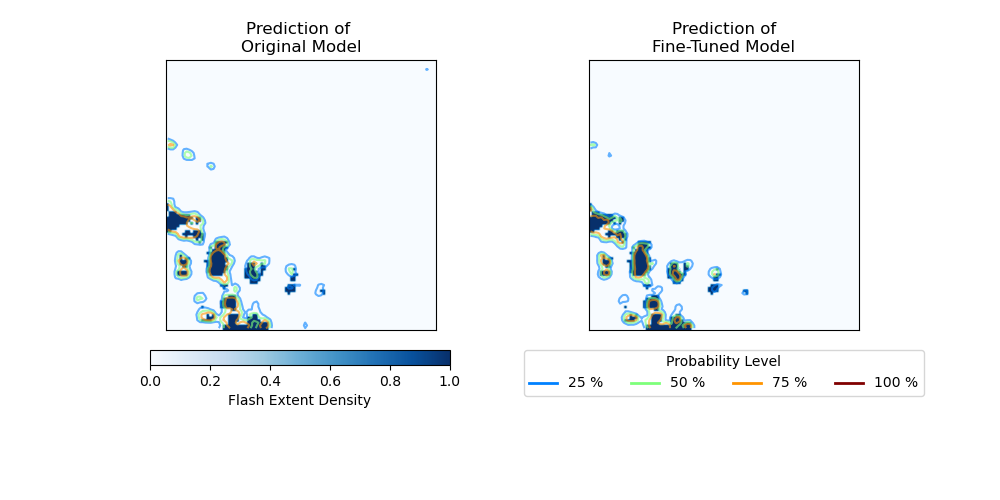 Prediction of
Original Model
Prediction of
Fine-Tuned Model
0.0 0.2 0.4 0.6 0.8 1.0
Flash Extent Density
Probability Level
25 % 50 % 75 % 100 %